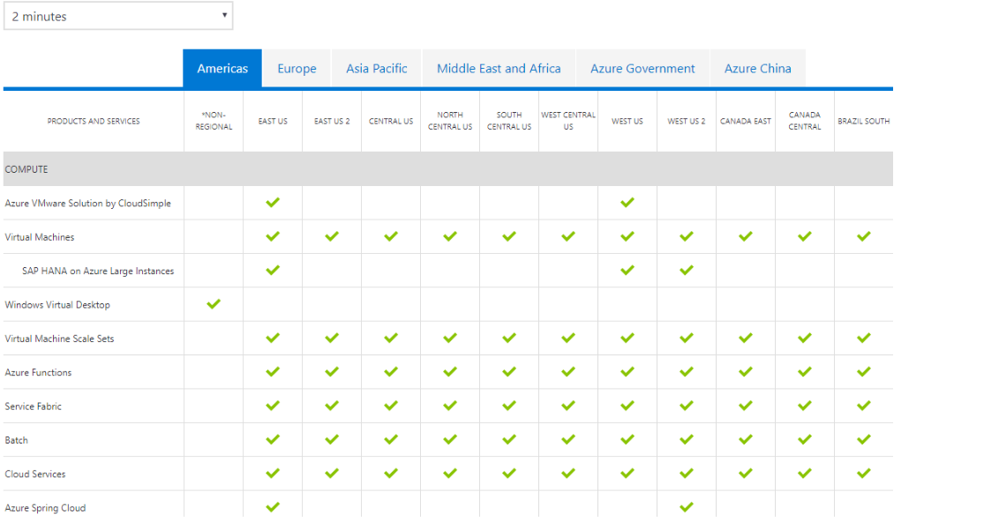 2 minutes
Americas Europe Asia Pacific Middle East and Africa Azure Government Azure China
PRODUCTS AND SERVICES *NON-REGIONAL EAST US EAST US 2 CENTRAL US NORTH CENTRAL US SOUTH CENTRAL US WEST CENTRAL US WEST US WEST US 2 CANADA EAST CANADA CENTRAL BRAZIL SOUTH
COMPUTE
Azure VMware Solution by CloudSimple
Virtual Machines
SAP HANA on Azure Large Instances
Windows Virtual Desktop
Virtual Machine Scale Sets
Azure Functions
Service Fabric
Batch
Cloud Services
Azure Spring Cloud